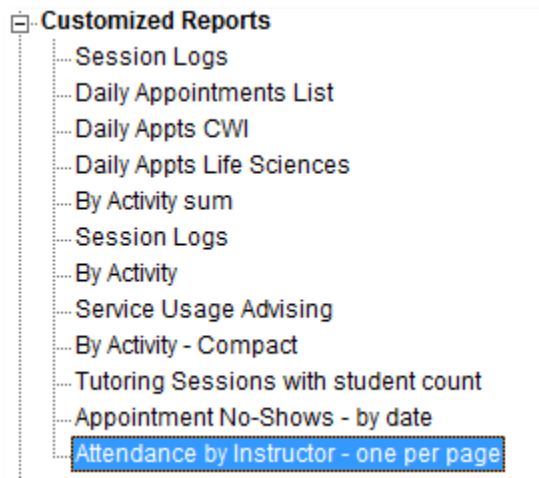 Customized Reports
Session Logs
Daily Appointments List
Daily Appts CWI
Daily Appts Life Sciences
By Activity sum
Session Logs
By Activity
Service Usage Advising
By Activity - Compact
Tutoring Sessions with student count
Appointment No-Shows - by date
Attendance by Instructor - one per page